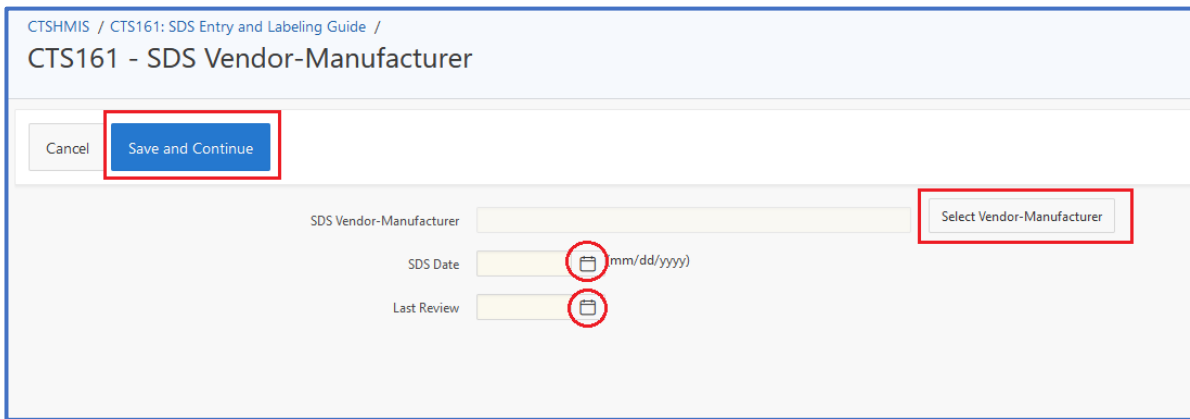 CTSHMIS / CTS161: SDS Entry and Labeling Guide /
CTS161 - SDS Vendor-Manufacturer
Cancel Save and Continue
SDS Vendor-Manufacturer Select Vendor-Manufacturer
SDS Date (mm/dd/yyyy)
Last Review